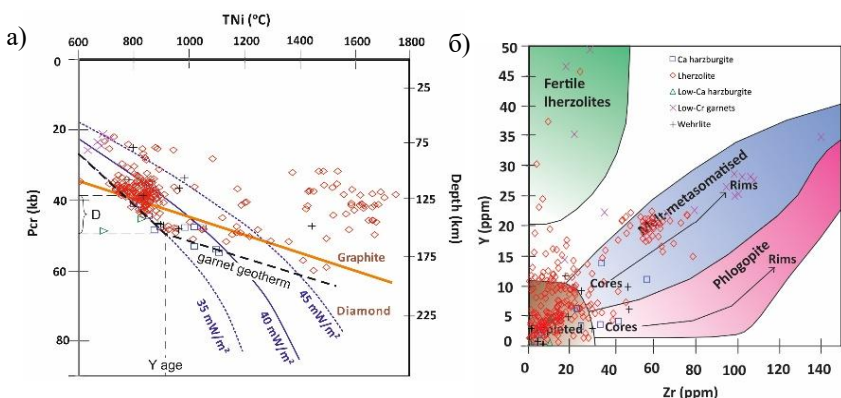 а)
TNi (°C)
600 800 1000 1200 1400 1600 1800
0
20
40
60
80
Pcr (kb)
25
75
125
175
225
Depth (km)
D
Graphite
Diamond
garnet geotherm
35 mW/m²
40 mW/m²
45 mW/m²
Y age
б)
50
45
40
35
30
25
20
15
10
5
0
Y (ppm)
Fertile
lherzolites
Ca harzburgite
Lherzolite
Low-Ca harzburgite
Low-Cr garnets
Wehrlite
Melt-metasomatised
Rims
Cores
Phlogopite
Rims
Cores
Depleted
0 20 40 60 80 100 120 140
Zr (ppm)